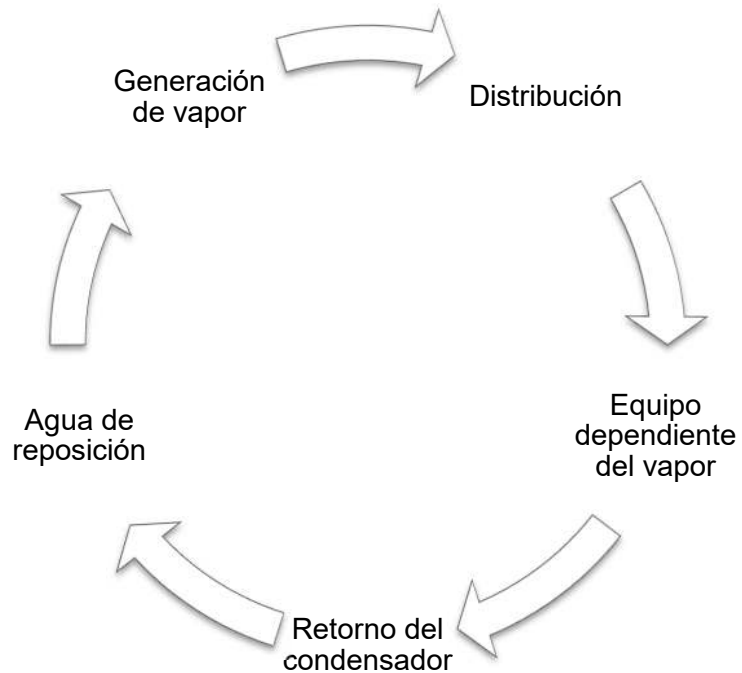 Generación
de vapor
Distribución
Equipo
dependiente
del vapor
Retorno del
condensador
Agua de
reposición